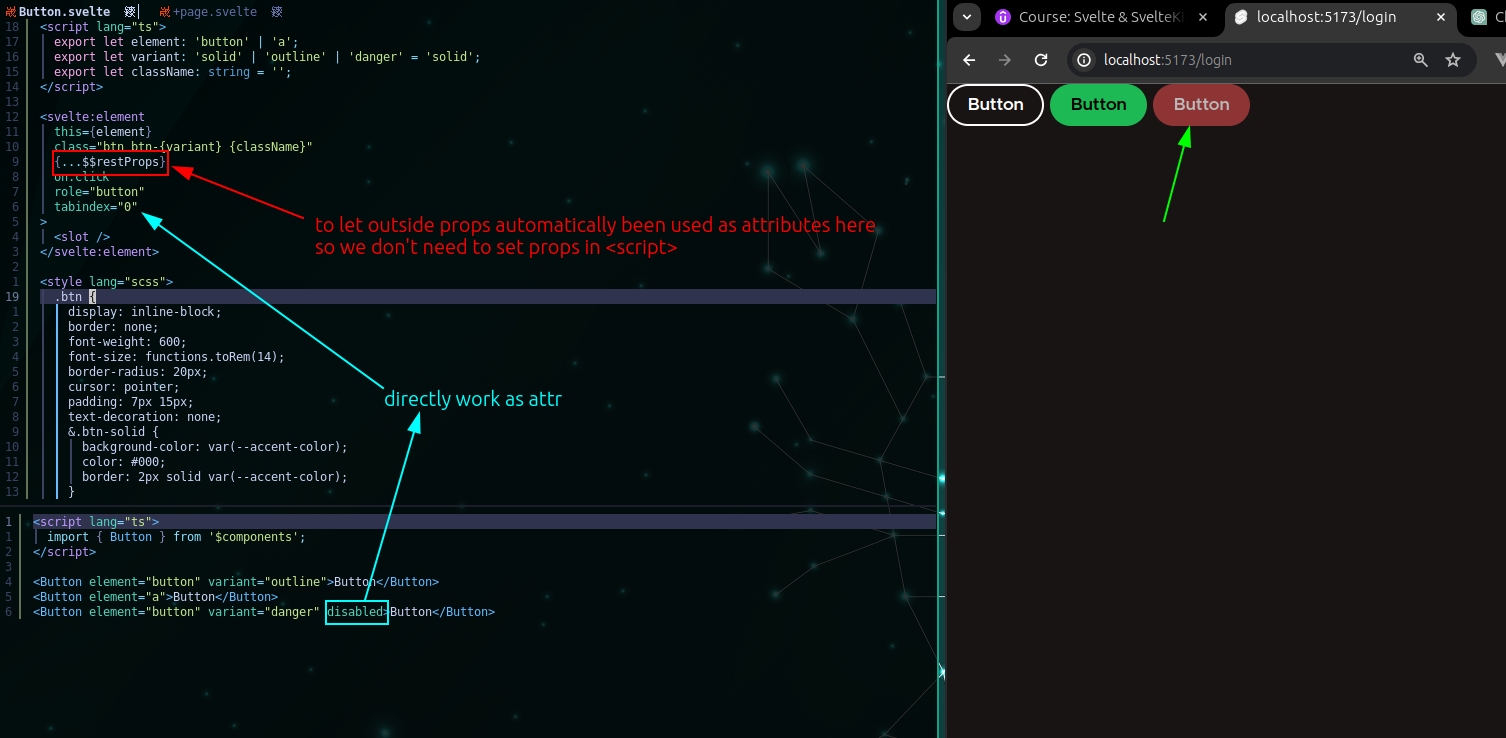 Button.svelte +page.svelte
18 <script lang="ts">
17 export let element: 'button' | 'a';
16 export let variant: 'solid' | 'outline' | 'danger' = 'solid';
15 export let className: string = '';
14 </script>
13
12 <svelte:element
11 this={element}
10 class="btn btn-{variant} {className}"
9 {...$$restProps}
8 on:click
7 role="button"
6 tabindex="0"
5 >
4 <slot />
3 </svelte:element>
2
1 <style lang="scss">
19 .btn {
1 display: inline-block;
2 border: none;
3 font-weight: 600;
4 font-size: functions.toRem(14);
5 border-radius: 20px;
6 cursor: pointer;
7 padding: 7px 15px;
8 text-decoration: none;
9 &.btn-solid {
10 background-color: var(--accent-color);
11 color: #000;
12 border: 2px solid var(--accent-color);
13 }
to let outside props automatically been used as attributes here
so we don't need to set props in <script>
directly work as attr
1 <script lang="ts">
1 import { Button } from '$components';
2 </script>
3
4 <Button element="button" variant="outline">Button</Button>
5 <Button element="a">Button</Button>
6 <Button element="button" variant="danger" disabled>Button</Button>
Course: Svelte & SvelteKi
localhost:5173/login
localhost:5173/login
Button
Button
Button